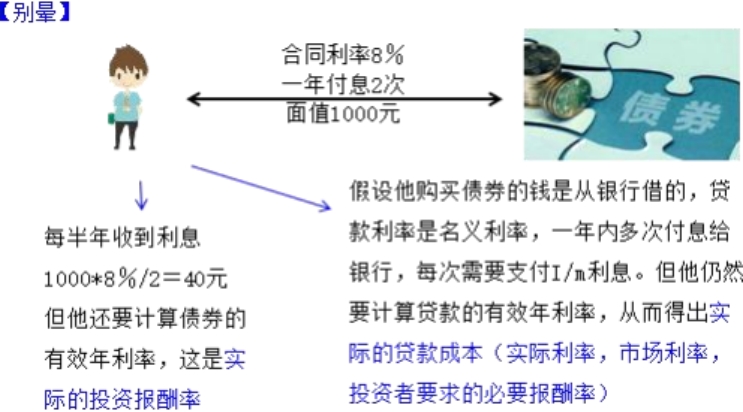 【别晕】
合同利率8％
一年付息2次
面值1000元
债券
每半年收到利息
1000*8％/2＝40元
但他还要计算债券的
有效年利率，这是实
际的投资报酬率
假设他购买债券的钱是从银行借的，贷
款利率是名义利率，一年内多次付息给
银行，每次需要支付I/m利息。但他仍然
要计算贷款的有效年利率，从而得出实
际的贷款成本（实际利率，市场利率，
投资者要求的必要报酬率）